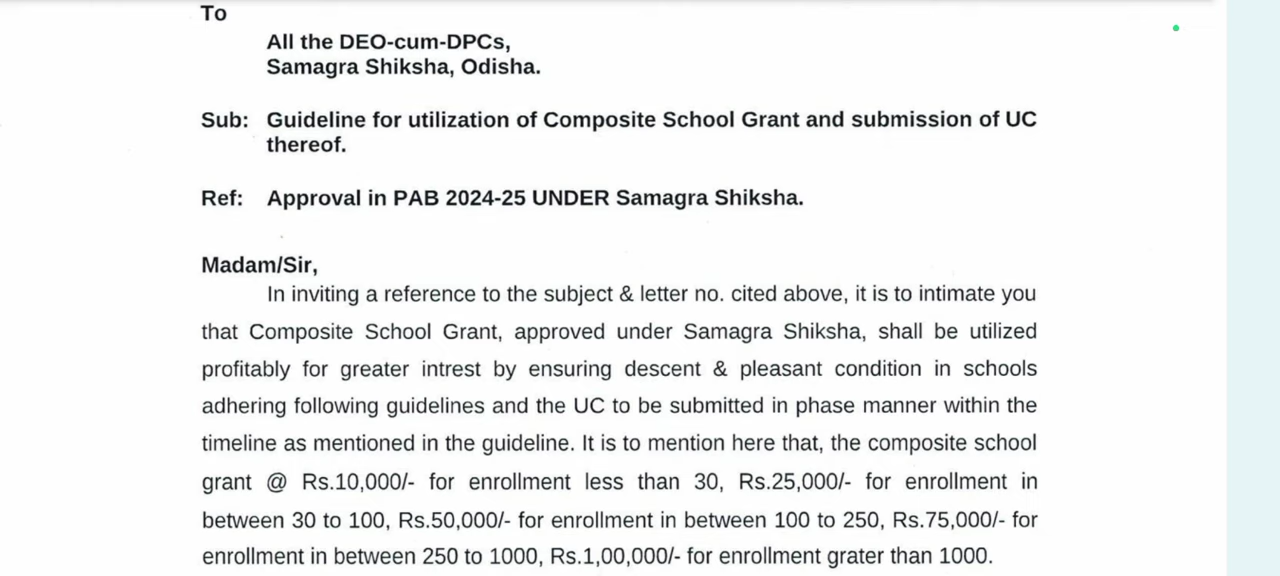 To
All the DEO-cum-DPCs,
Samagra Shiksha, Odisha.
Sub: Guideline for utilization of Composite School Grant and submission of UC
thereof.
Ref: Approval in PAB 2024-25 UNDER Samagra Shiksha.
Madam/Sir,
In inviting a reference to the subject & letter no. cited above, it is to intimate you
that Composite School Grant, approved under Samagra Shiksha, shall be utilized
profitably for greater intrest by ensuring descent & pleasant condition in schools
adhering following guidelines and the UC to be submitted in phase manner within the
timeline as mentioned in the guideline. It is to mention here that, the composite school
grant @ Rs.10,000/- for enrollment less than 30, Rs.25,000/- for enrollment in
between 30 to 100, Rs.50,000/- for enrollment in between 100 to 250, Rs.75,000/- for
enrollment in between 250 to 1000, Rs.1,00,000/- for enrollment grater than 1000.